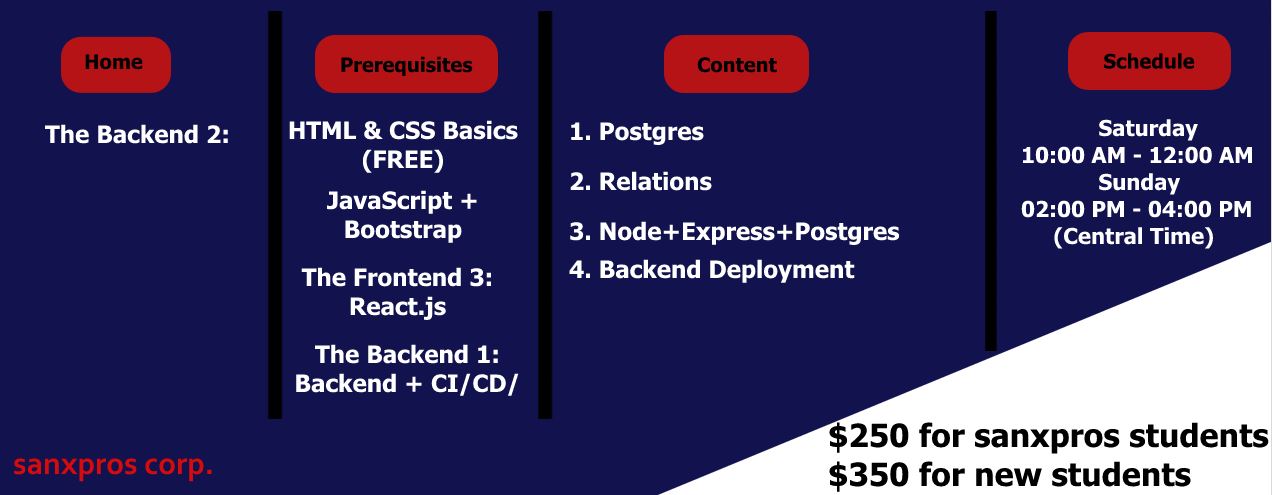 Home
The Backend 2:
Prerequisites
HTML & CSS Basics
(FREE)
JavaScript +
Bootstrap
The Frontend 3:
React.js
The Backend 1:
Backend + CI/CD/
Content
1. Postgres
2. Relations
3. Node+Express+Postgres
4. Backend Deployment
Schedule
Saturday
10:00 AM - 12:00 AM
Sunday
02:00 PM - 04:00 PM
(Central Time)
sanxpros corp.
$250 for sanxpros students
$350 for new students